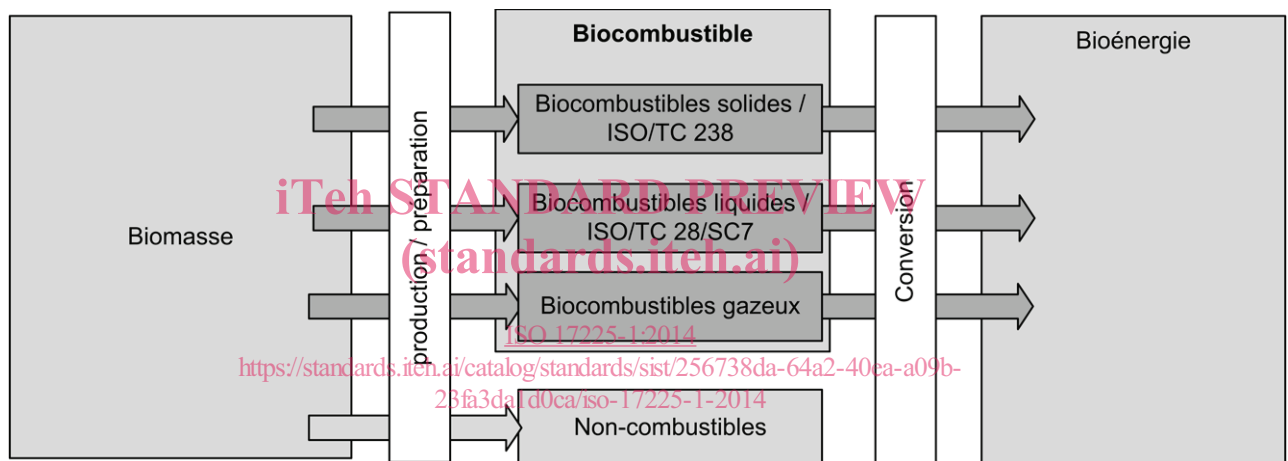 Biocombustible
Bioénergie
Biomasse
production / préparation
Biocombustibles solides /
ISO/TC 238
Biocombustibles liquides /
ISO/TC 28/SC7
Biocombustibles gazeux
Non-combustibles
Conversion
iTeh STANDARD PREVIEW
(standards.iteh.ai)
ISO 17225-1:2014
https://standards.iteh.ai/catalog/standards/sist/256738da-64a2-40ea-a09b-
23fa3da1d0ca/iso-17225-1-2014